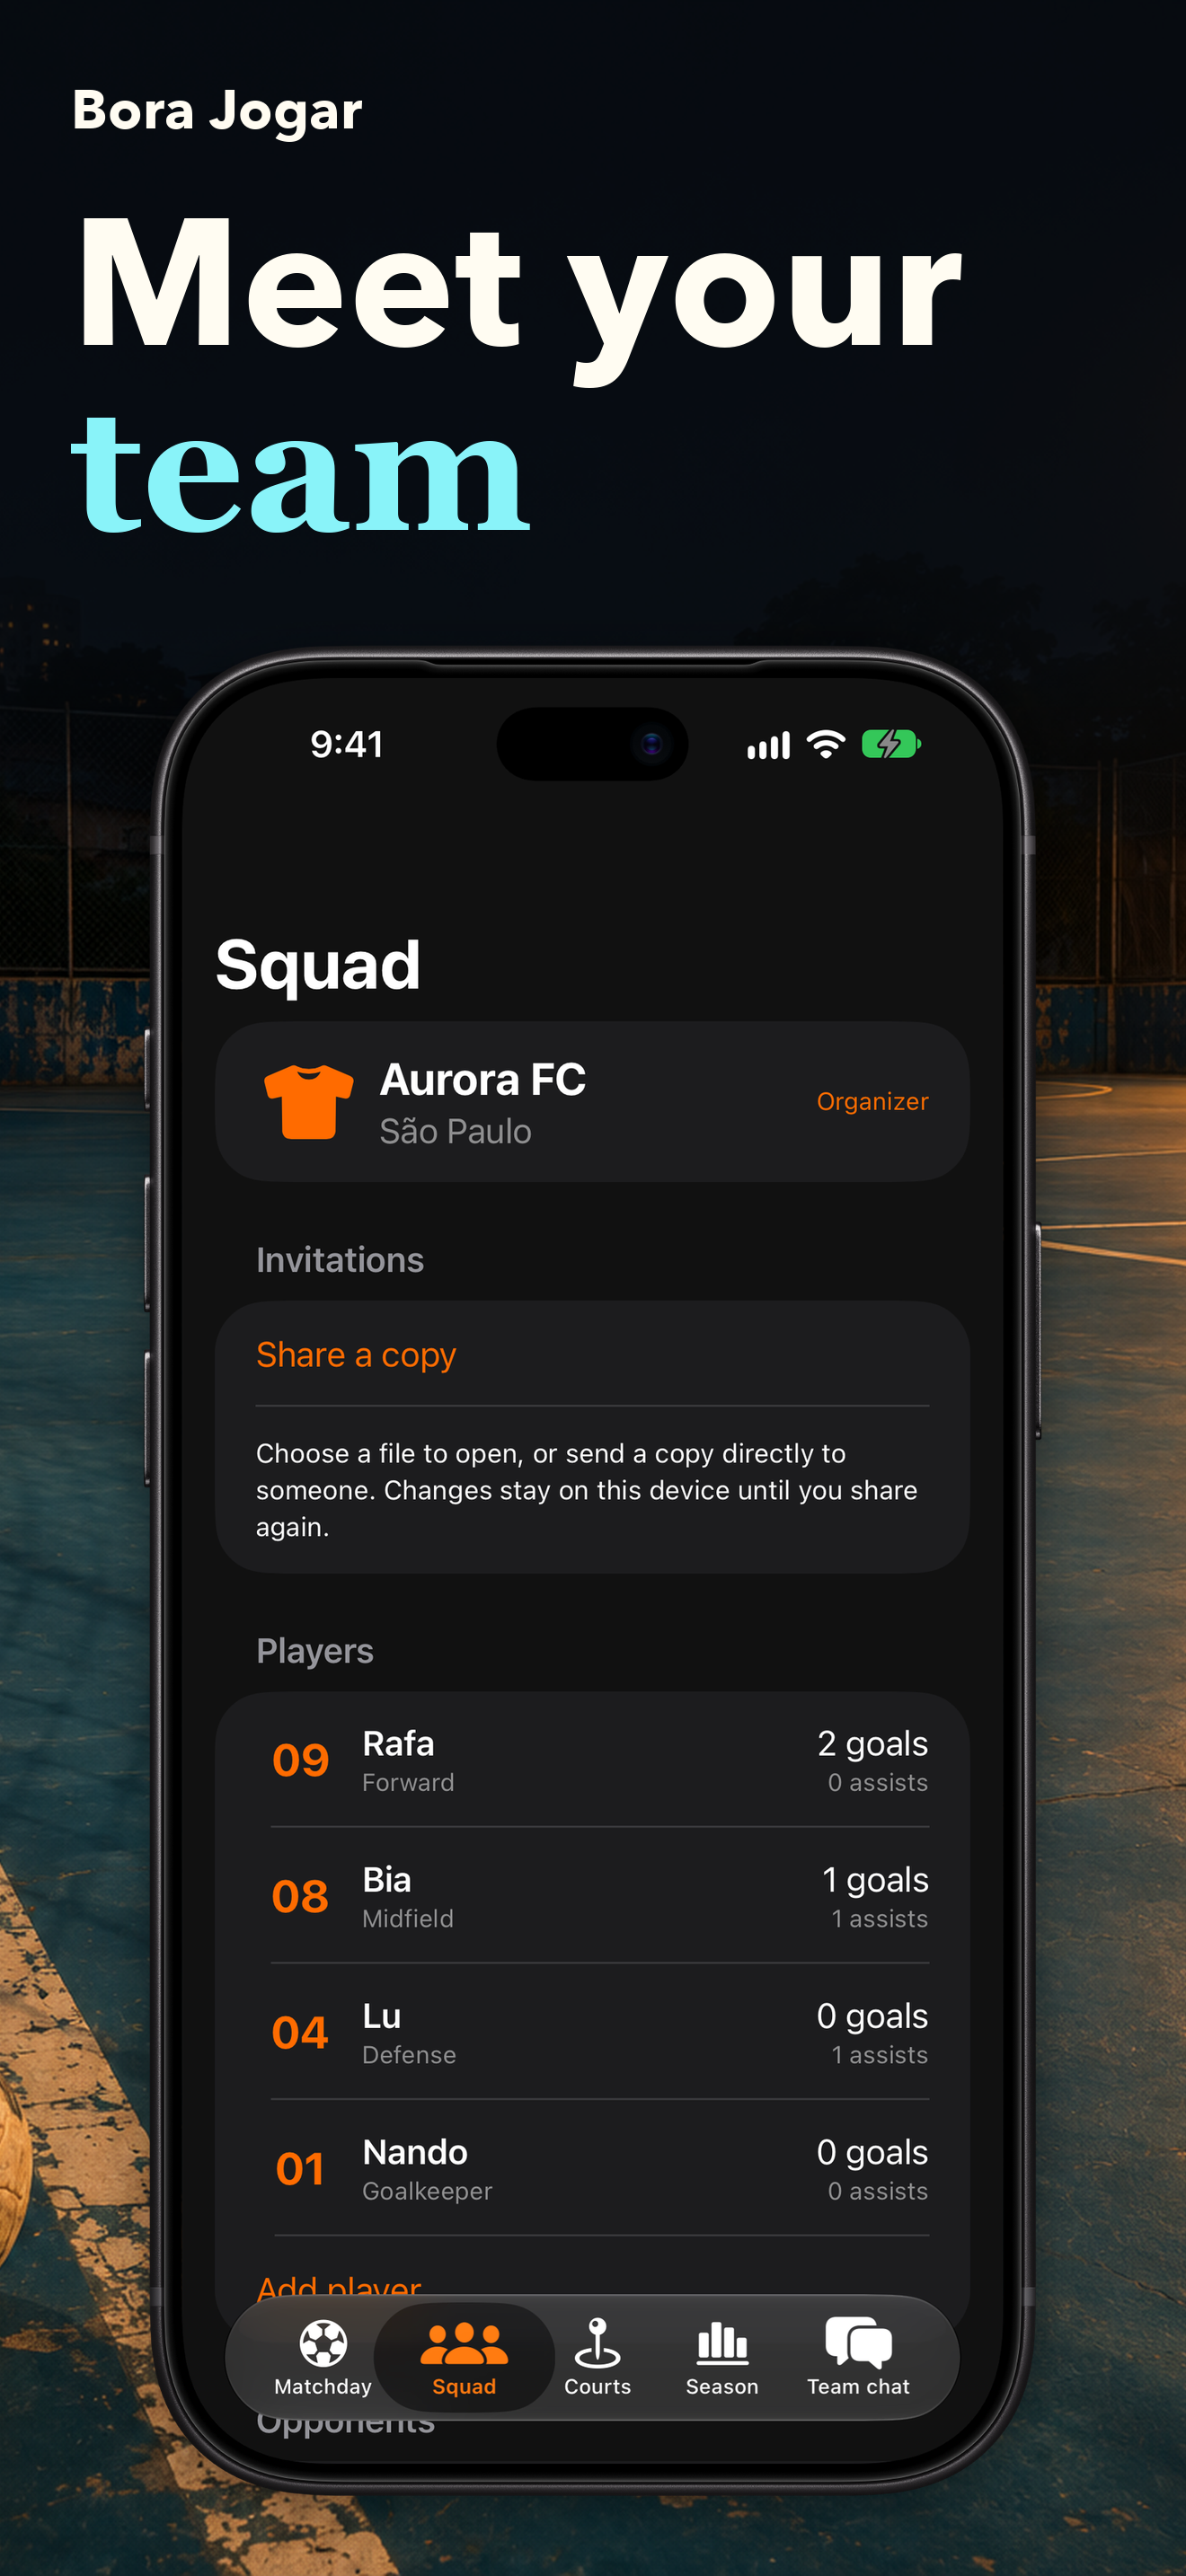 Bora Jogar
Meet your
team
9:41
Squad
Aurora FC
São Paulo
Organizer
Invitations
Share a copy
Choose a file to open, or send a copy directly to
someone. Changes stay on this device until you share
again.
Players
09
Rafa
Forward
2 goals
0 assists
08
Bia
Midfield
1 goals
1 assists
04
Lu
Defense
0 goals
1 assists
01
Nando
Goalkeeper
0 goals
0 assists
Add player
Matchday
Squad
Courts
Season
Team chat
Opponents